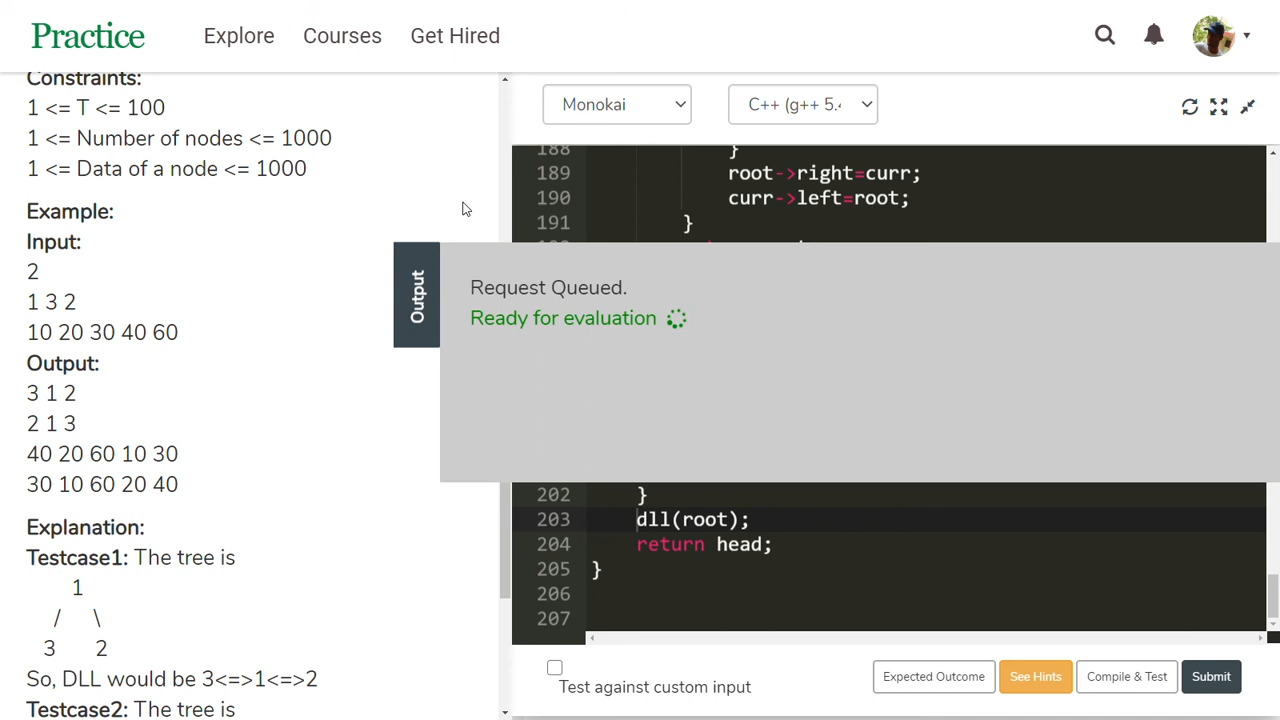 Practice Explore Courses Get Hired
Constraints:
1 <= T <= 100
1 <= Number of nodes <= 1000
1 <= Data of a node <= 1000
Example:
Input:
2
1 3 2
10 20 30 40 60
Output:
3 1 2
2 1 3
40 20 60 10 30
30 10 60 20 40
Explanation:
Testcase1: The tree is
1
/ \
3 2
So, DLL would be 3<=>1<=>2
Testcase2: The tree is
Monokai C++ (g++ 5.4
188 }
189 root->right=curr;
190 curr->left=root;
191 }
Output
Request Queued.
Ready for evaluation
202 }
203 dll(root);
204 return head;
205 }
206
207
Test against custom input
Expected Outcome See Hints Compile & Test Submit